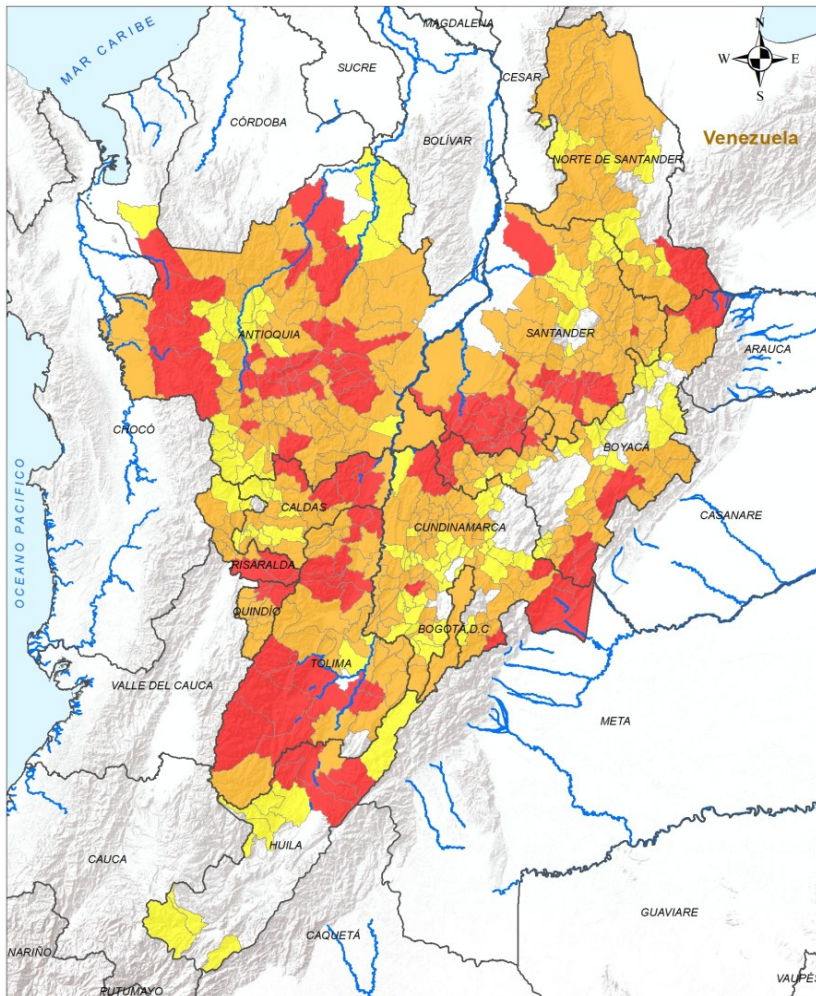 MAGDALENA
N
MAR CARIBE
W
E
SUCRE
CESAR
S
CÓRDOBA
BOLÍVAR
Venezuela
NORTE DE SANTANDER
ANTIOQUIA
SANTANDER
ARAUCA
CHOCÓ
BOYACÁ
OCEANO PACIFICO
CALDAS
CASANARE
CUNDINAMARCA
RISARALDA
QUINDÍO
BOGOTÁ, D.C
TOLIMA
VALLE DEL CAUCA
META
HUILA
CAUCA
GUAVIARE
CAQUETÁ
NARIÑO
PUTUMAYO
VAUPÉS